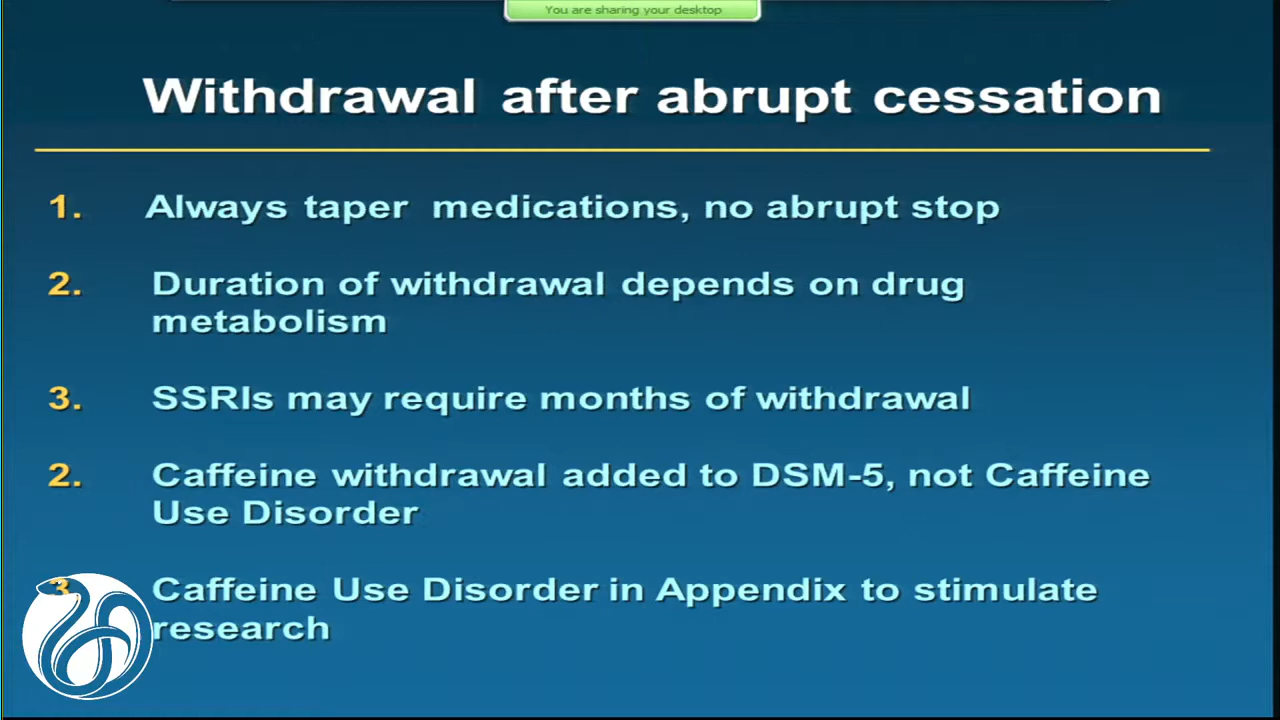 You are sharing your desktop
Withdrawal after abrupt cessation
1. Always taper medications, no abrupt stop
2. Duration of withdrawal depends on drug
metabolism
3. SSRIs may require months of withdrawal
2. Caffeine withdrawal added to DSM-5, not Caffeine
Use Disorder
3. Caffeine Use Disorder in Appendix to stimulate
research